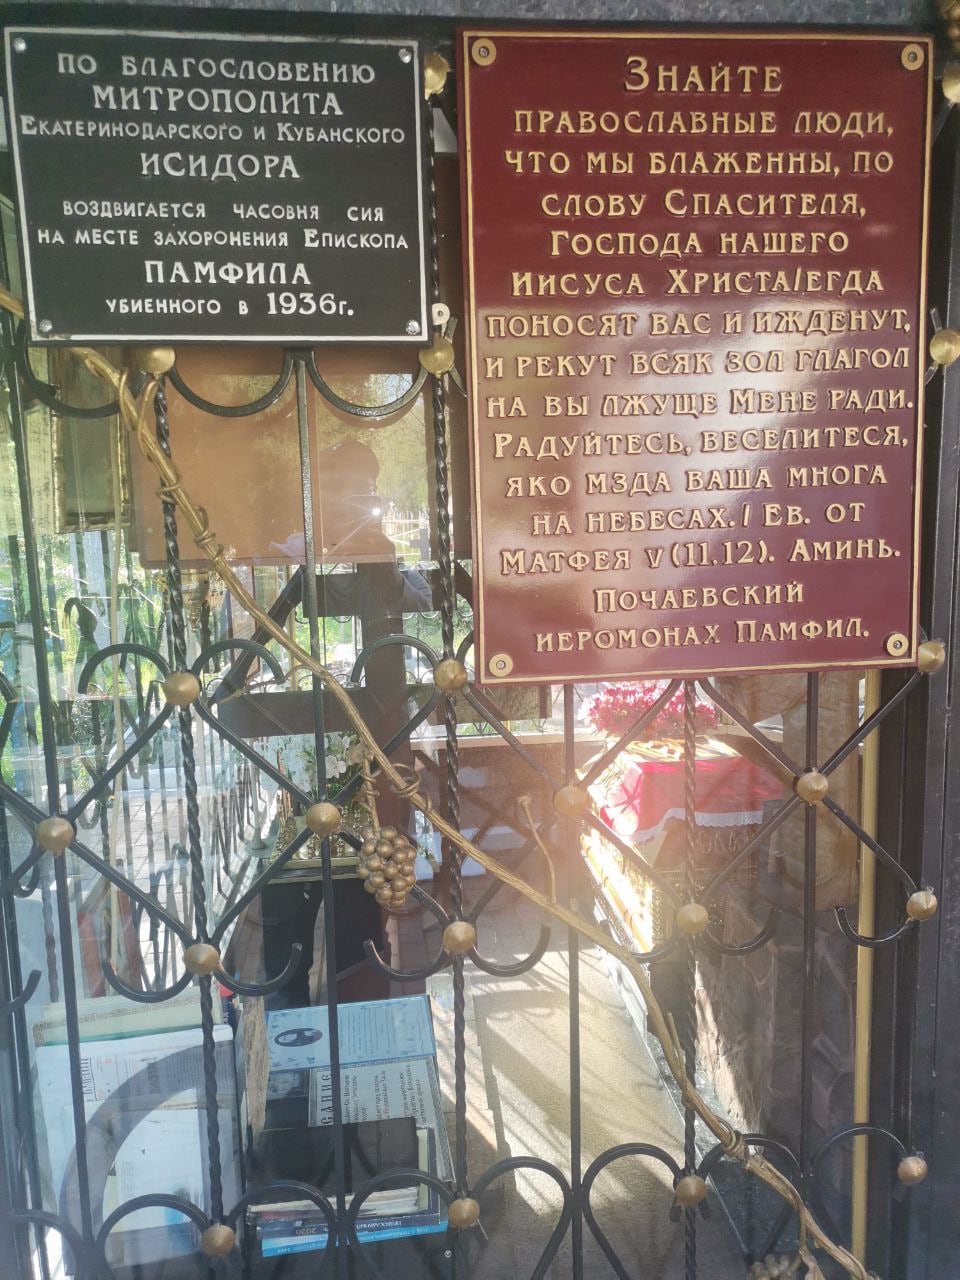 ПО БЛАГОСЛОВЕНИЮ
МИТРОПОЛИТА
ЕКАТЕРИНОДАРСКОГО И КУБАНСКОГО
ИСИДОРА
ВОЗДВИГАЕТСЯ ЧАСОВНЯ СИЯ
НА МЕСТЕ ЗАХОРОНЕНИЯ ЕПИСКОПА
ПАМФИЛА
УБИЕННОГО В 1936г.
ЗНАЙТЕ
ПРАВОСЛАВНЫЕ ЛЮДИ,
ЧТО МЫ БЛАЖЕННЫ, ПО
СЛОВУ СПАСИТЕЛЯ,
ГОСПОДА НАШЕГО
ИИСУСА ХРИСТА/ЕГДА
ПОНОСЯТ ВАС И ИЖДЕНУТ,
И РЕКУТ ВСЯК ЗОЛ ГЛАГОЛ
НА ВЫ ЛЖУЩЕ МЕНЕ РАДИ.
РАДУЙТЕСЬ, ВЕСЕЛИТЕСЯ,
ЯКО МЗДА ВАША МНОГА
НА НЕБЕСАХ./ ЕВ. ОТ
МАТФЕЯ V (11.12). АМИНЬ.
ПОЧАЕВСКИЙ
ИЕРОМОНАХ ПАМФИЛ.